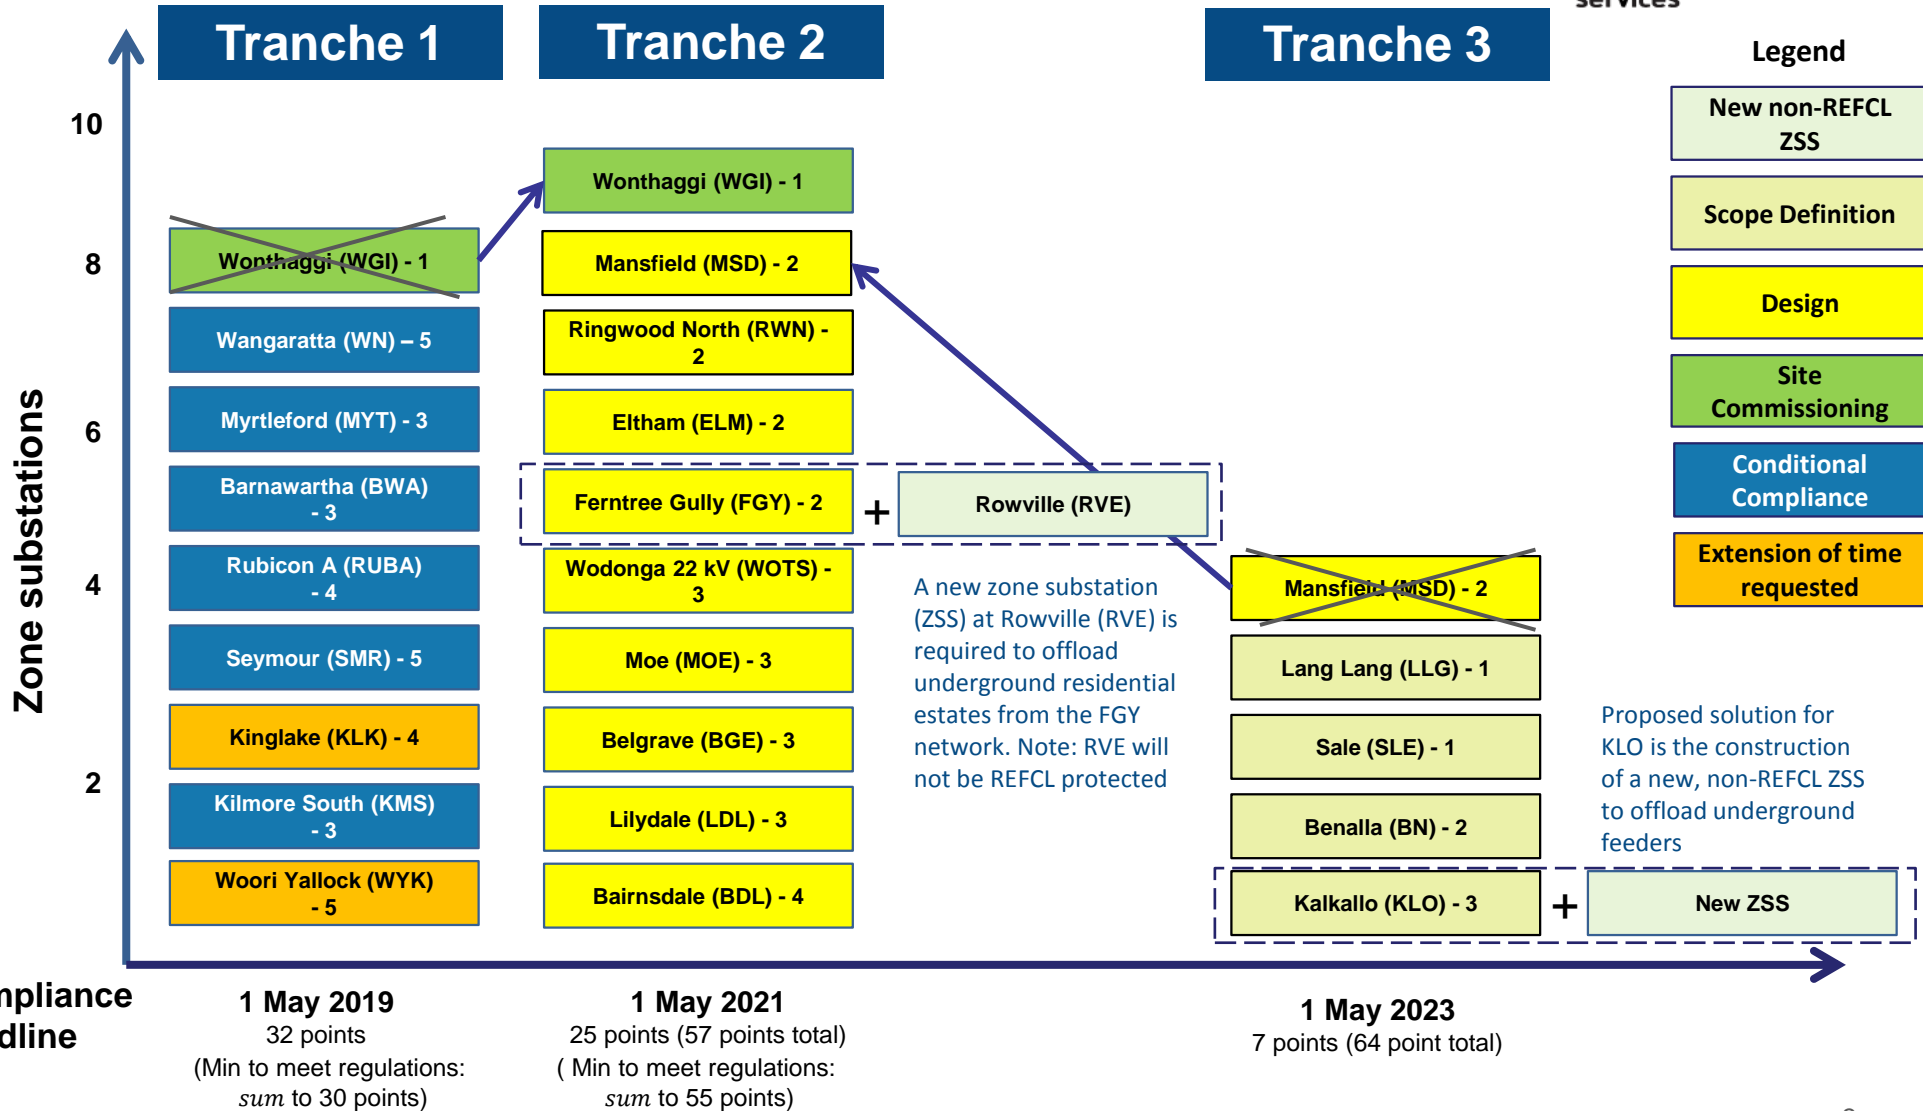 services
Tranche 1
Tranche 2
Tranche 3
Legend
New non-REFCL
ZSS
Scope Definition
Design
Site
Commissioning
Conditional
Compliance
Extension of time
requested
Zone substations
10
8
6
4
2
Wonthaggi (WGI) - 1
Wangaratta (WN) – 5
Myrtleford (MYT) - 3
Barnawartha (BWA)
- 3
Rubicon A (RUBA)
- 4
Seymour (SMR) - 5
Kinglake (KLK) - 4
Kilmore South (KMS)
- 3
Woori Yallock (WYK)
- 5
Wonthaggi (WGI) - 1
Mansfield (MSD) - 2
Ringwood North (RWN) -
2
Eltham (ELM) - 2
Ferntree Gully (FGY) - 2
+
Rowville (RVE)
Wodonga 22 kV (WOTS) -
3
Moe (MOE) - 3
Belgrave (BGE) - 3
Lilydale (LDL) - 3
Bairnsdale (BDL) - 4
A new zone substation
(ZSS) at Rowville (RVE) is
required to offload
underground residential
estates from the FGY
network. Note: RVE will
not be REFCL protected
Mansfield (MSD) - 2
Lang Lang (LLG) - 1
Sale (SLE) - 1
Benalla (BN) - 2
Kalkallo (KLO) - 3
+
New ZSS
Proposed solution for
KLO is the construction
of a new, non-REFCL ZSS
to offload underground
feeders
mpliance
dline
1 May 2019
32 points
(Min to meet regulations:
sum to 30 points)
1 May 2021
25 points (57 points total)
( Min to meet regulations:
sum to 55 points)
1 May 2023
7 points (64 point total)